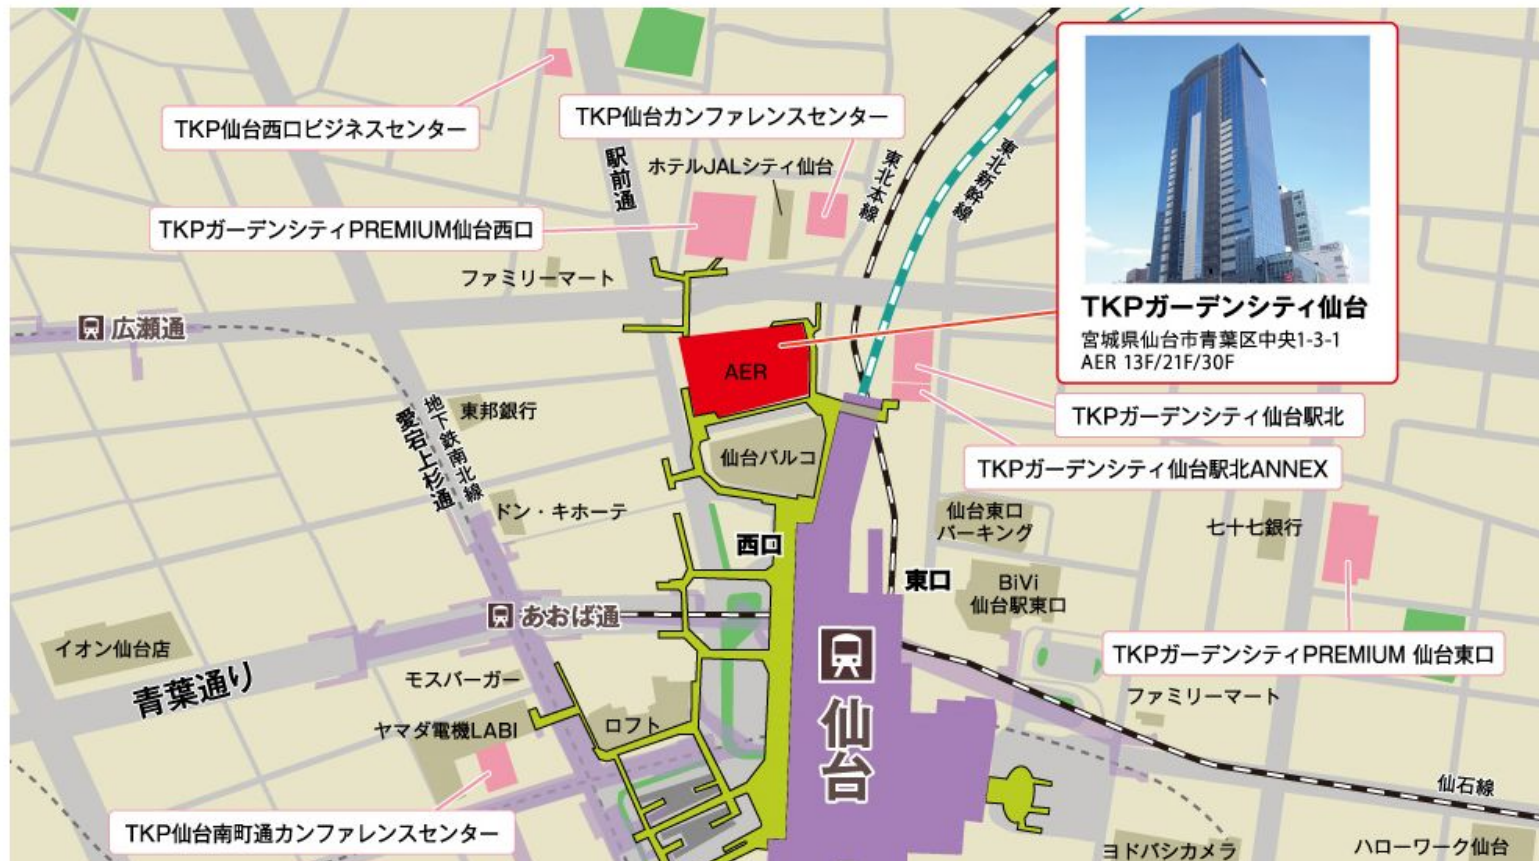 TKP仙台西口ビジネスセンター
TKP仙台カンファレンスセンター
駅前通
ホテルJALシティ仙台
東北本線
東北新幹線
TKPガーデンシティPREMIUM仙台西口
ファミリーマート
TKPガーデンシティ仙台
宮城県仙台市青葉区中央1-3-1
AER 13F/21F/30F
広瀬通
AER
東邦銀行
地下鉄南北線
愛宕上杉通
TKPガーデンシティ仙台駅北
仙台パルコ
TKPガーデンシティ仙台駅北ANNEX
ドン・キホーテ
西口
仙台東口
パーキング
七十七銀行
東口
BiVi
仙台駅東口
あおば通
イオン仙台店
青葉通り
モスバーガー
TKPガーデンシティPREMIUM 仙台東口
ファミリーマート
ヤマダ電機LABI
ロフト
仙台
仙石線
TKP仙台南町通カンファレンスセンター
ヨドバシカメラ
ハローワーク仙台